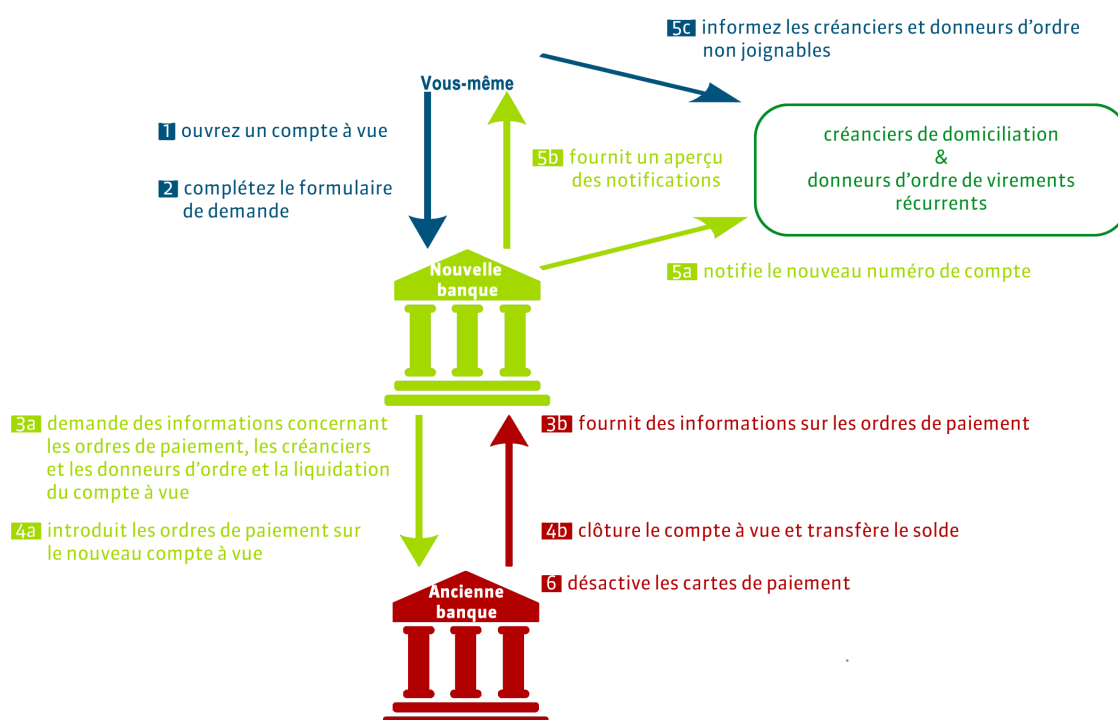 5c informez les créanciers et donneurs d'ordre
non joignables
Vous-même
1 ouvrez un compte à vue
2 complétez le formulaire
de demande
5b fournit un aperçu
des notifications
créanciers de domiciliation
&
donneurs d'ordre de virements
récurrents
5a notifie le nouveau numéro de compte
Nouvelle
banque
3a demande des informations concernant
les ordres de paiement, les créanciers
et les donneurs d'ordre et la liquidation
du compte à vue
3b fournit des informations sur les ordres de paiement
4a introduit les ordres de paiement sur
le nouveau compte à vue
4b clôture le compte à vue et transfère le solde
6 désactive les cartes de paiement
Ancienne
banque